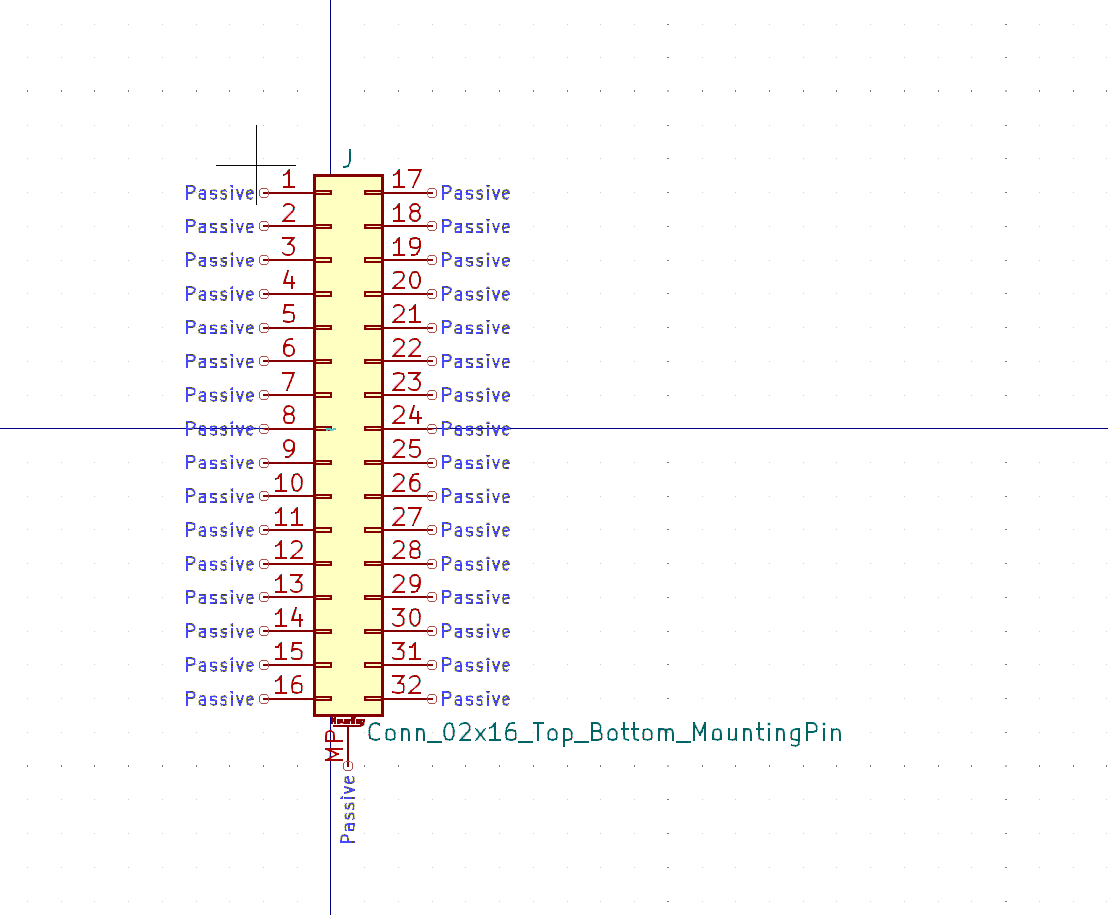 J
Passive 1 17 Passive
Passive 2 18 Passive
Passive 3 19 Passive
Passive 4 20 Passive
Passive 5 21 Passive
Passive 6 22 Passive
Passive 7 23 Passive
Passive 8 24 Passive
Passive 9 25 Passive
Passive 10 26 Passive
Passive 11 27 Passive
Passive 12 28 Passive
Passive 13 29 Passive
Passive 14 30 Passive
Passive 15 31 Passive
Passive 16 32 Passive
Mounting
MP
Conn_02x16_Top_Bottom_MountingPin
Passive